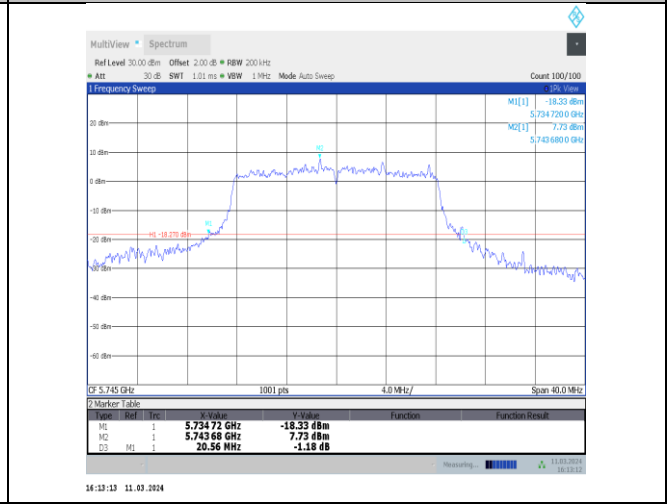 MultiView Spectrum
Ref Level 30.00 dBm Offset 2.00 dB RBW 200 kHz
Att 30 dB SWT 1.01 ms VBW 1 MHz Mode Auto Sweep Count 100/100
1 Frequency Sweep 1Pk View
M1[1] -18.33 dBm
5.734 720 0 GHz
M2[1] 7.73 dBm
5.743 680 0 GHz
20 dBm
M2
10 dBm
0 dBm
-10 dBm
M1
H1 -18.270 dBm
-20 dBm
-30 dBm
-40 dBm
-50 dBm
-60 dBm
CF 5.745 GHz 1001 pts 4.0 MHz/ Span 40.0 MHz
2 Marker Table
Type Ref Trc X-Value Y-Value Function Function Result
M1 1 5.734 72 GHz -18.33 dBm
M2 1 5.743 68 GHz 7.73 dBm
D3 M1 1 20.56 MHz -1.18 dB
Measuring... 11.03.2024
16:13:12
16:13:13 11.03.2024